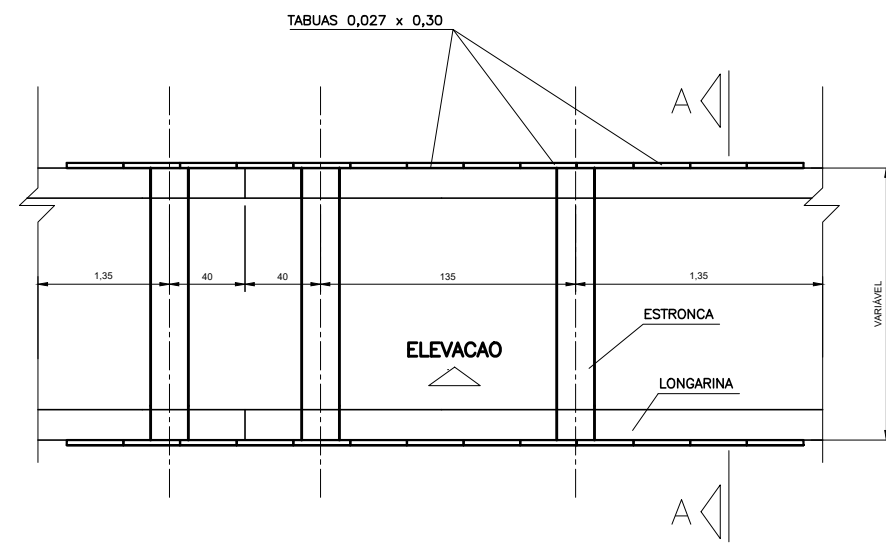 TABUAS 0,027 x 0,30
A
1,35
40
40
135
1,35
VARIÁVEL
ESTRONCA
ELEVACAO
LONGARINA
A